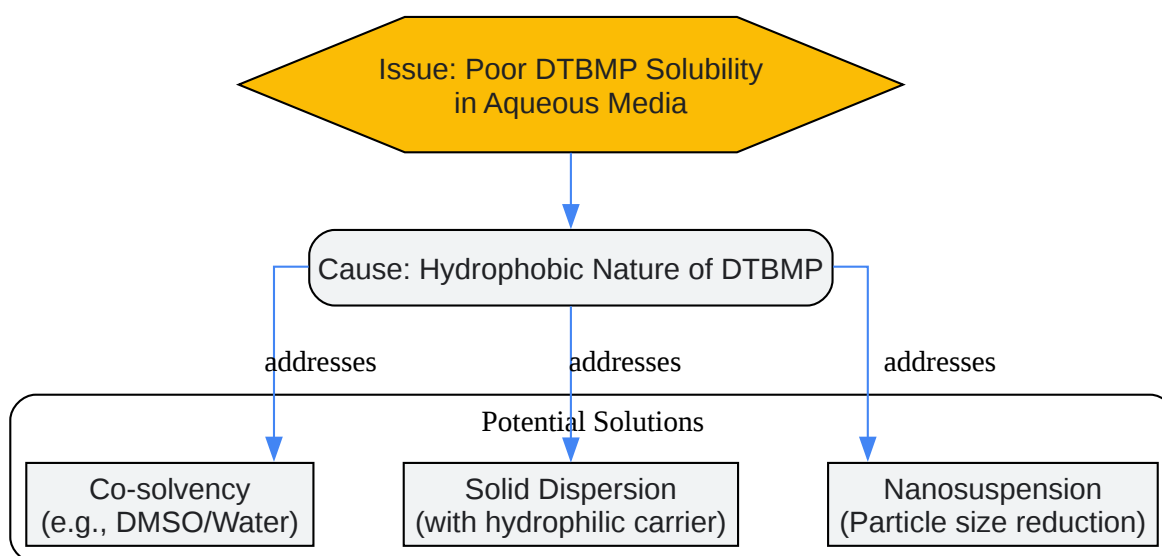 Issue: Poor DTBMP Solubility
in Aqueous Media
Cause: Hydrophobic Nature of DTBMP
addresses
addresses
addresses
Potential Solutions
Co-solvency
(e.g., DMSO/Water)
Solid Dispersion
(with hydrophilic carrier)
Nanosuspension
(Particle size reduction)